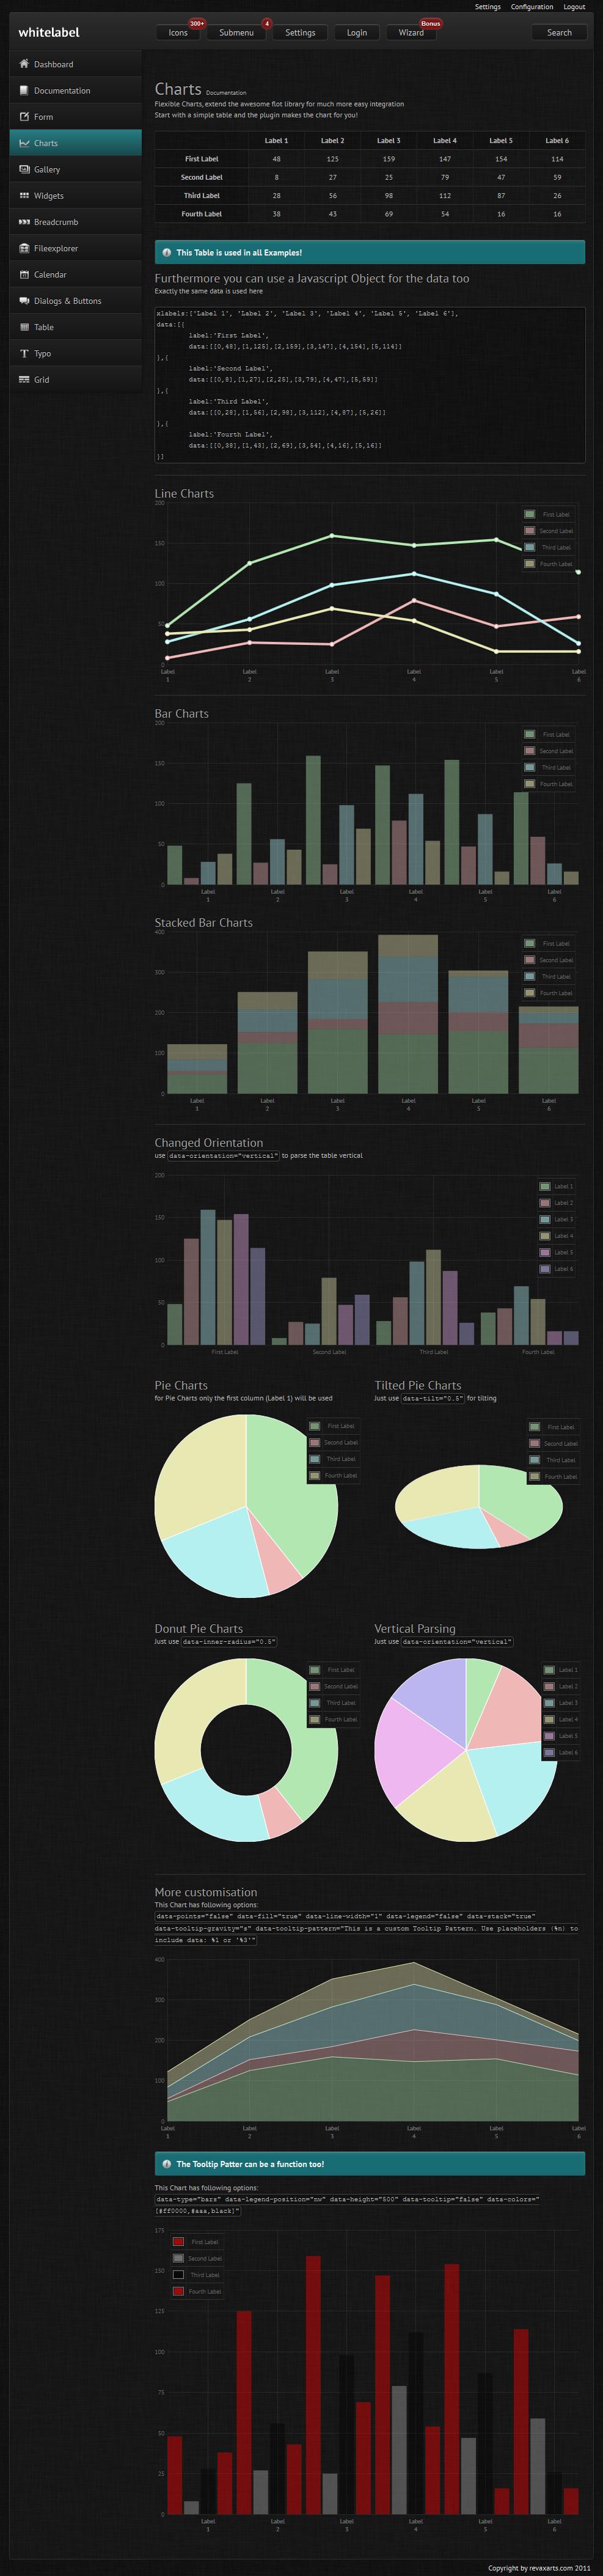 Settings Configuration Logout
whitelabel
Icons 300+ Submenu 4 Settings Login Wizard Bonus Search
Dashboard
Documentation
Form
Charts
Gallery
Widgets
Breadcrumb
Fileexplorer
Calendar
Dialogs & Buttons
Table
Typo
Grid
Charts Documentation
Flexible Charts, extend the awesome flot library for much more easy integration
Start with a simple table and the plugin makes the chart for you!
Label 1 Label 2 Label 3 Label 4 Label 5 Label 6
First Label 48 125 159 147 154 114
Second Label 8 27 25 79 47 59
Third Label 28 56 98 112 87 26
Fourth Label 38 43 69 54 16 16
This Table is used in all Examples!
Furthermore you can use a Javascript Object for the data too
Exactly the same data is used here
xlabels:['Label 1', 'Label 2', 'Label 3', 'Label 4', 'Label 5', 'Label 6'],
data:[{
label:'First Label',
data:[[0,48],[1,125],[2,159],[3,147],[4,154],[5,114]]
},{
label:'Second Label',
data:[[0,8],[1,27],[2,25],[3,79],[4,47],[5,59]]
},{
label:'Third Label',
data:[[0,28],[1,56],[2,98],[3,112],[4,87],[5,26]]
},{
label:'Fourth Label',
data:[[0,38],[1,43],[2,69],[3,54],[4,16],[5,16]]
}]
Line Charts
200
150
100
50
0
First Label
Second Label
Third Label
Fourth Label
Label 1 Label 2 Label 3 Label 4 Label 5 Label 6
Bar Charts
200
150
100
50
0
First Label
Second Label
Third Label
Fourth Label
Label 1 Label 2 Label 3 Label 4 Label 5 Label 6
Stacked Bar Charts
400
300
200
100
0
First Label
Second Label
Third Label
Fourth Label
Label 1 Label 2 Label 3 Label 4 Label 5 Label 6
Changed Orientation
use data-orientation="vertical" to parse the table vertical
200
150
100
50
0
Label 1
Label 2
Label 3
Label 4
Label 5
Label 6
First Label Second Label Third Label Fourth Label
Pie Charts
for Pie Charts only the first column (Label 1) will be used
First Label
Second Label
Third Label
Fourth Label
Tilted Pie Charts
Just use data-tilt="0.5" for tilting
First Label
Second Label
Third Label
Fourth Label
Donut Pie Charts
Just use data-inner-radius="0.5"
First Label
Second Label
Third Label
Fourth Label
Vertical Parsing
Just use data-orientation="vertical"
Label 1
Label 2
Label 3
Label 4
Label 5
Label 6
More customisation
This Chart has following options:
data-points="false" data-fill="true" data-line-width="1" data-legend="false" data-stack="true"
data-tooltip-gravity="s" data-tooltip-pattern="This is a custom Tooltip Pattern. Use placeholders (%n) to
include data: %1 or '%3'"
400
300
200
100
0
Label 1 Label 2 Label 3 Label 4 Label 5 Label 6
The Tooltip Patter can be a function too!
This Chart has following options:
data-type="bars" data-legend-position="nw" data-height="500" data-tooltip="false" data-colors="
[#ff0000,#aaa,black]"
175
150
125
100
75
50
25
0
First Label
Second Label
Third Label
Fourth Label
Label 1 Label 2 Label 3 Label 4 Label 5 Label 6
Copyright by revaxarts.com 2011